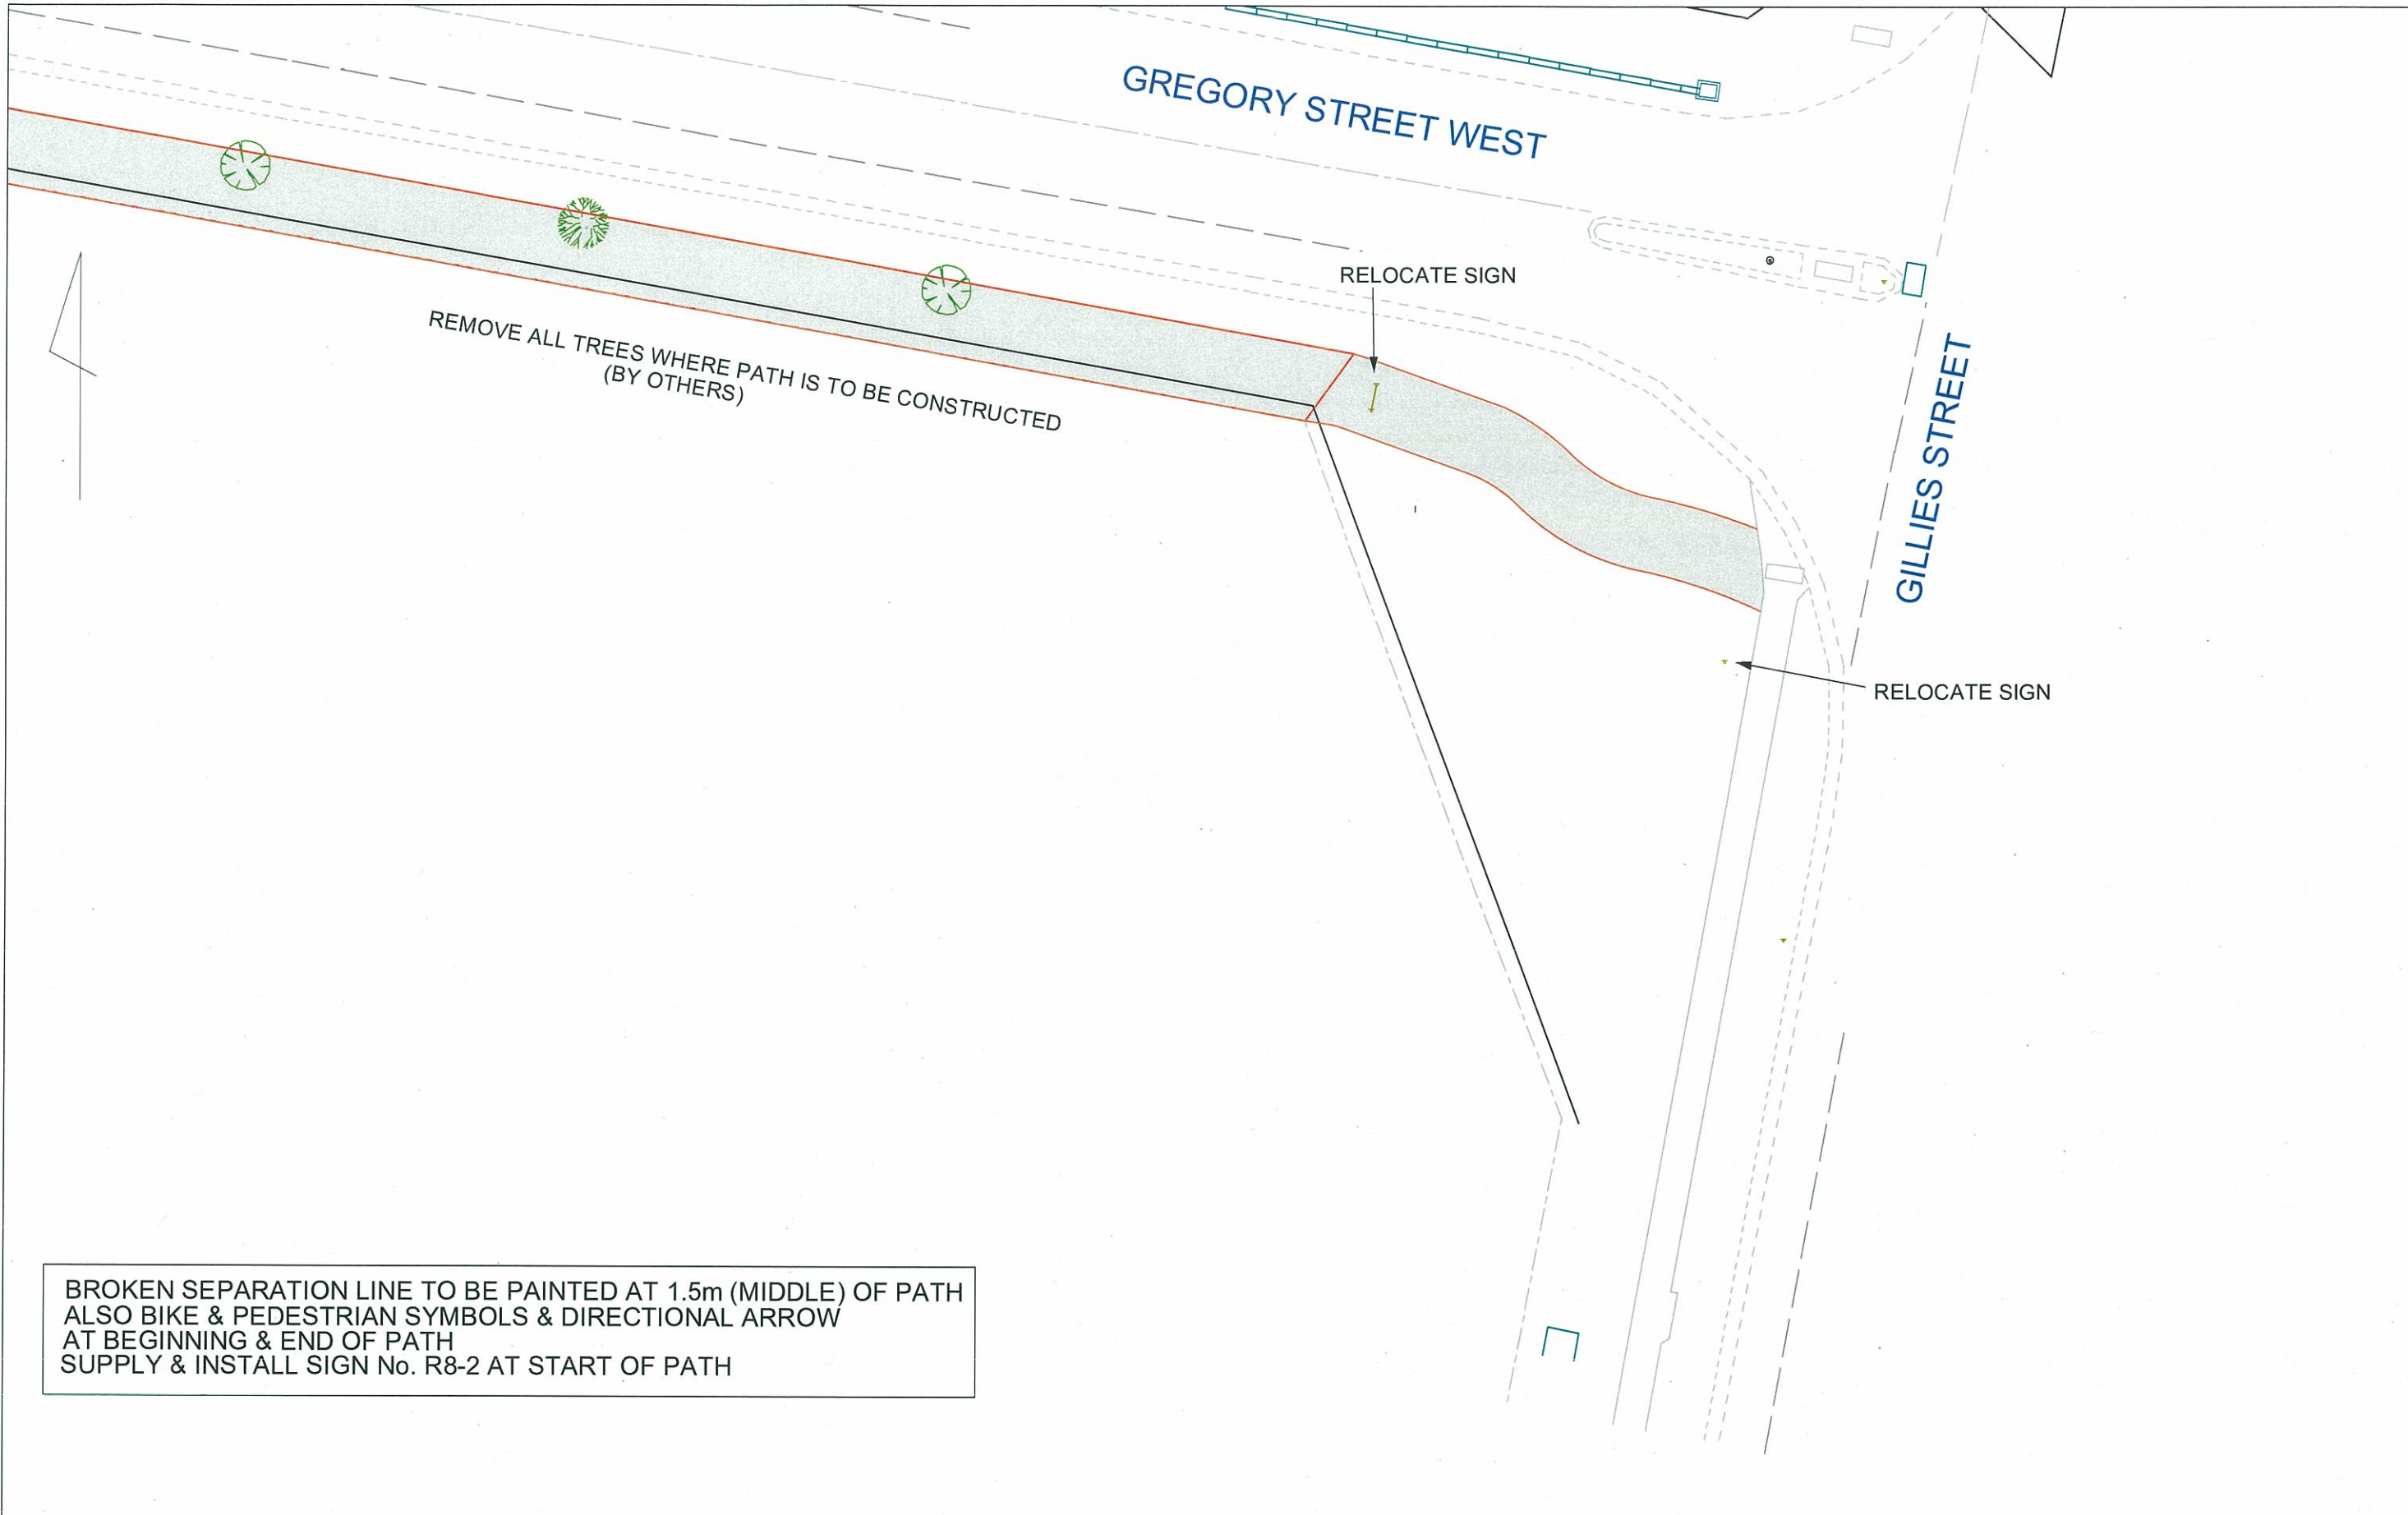 GREGORY STREET WEST
RELOCATE SIGN
REMOVE ALL TREES WHERE PATH IS TO BE CONSTRUCTED
(BY OTHERS)
GILLIES STREET
RELOCATE SIGN
BROKEN SEPARATION LINE TO BE PAINTED AT 1.5m (MIDDLE) OF PATH
ALSO BIKE & PEDESTRIAN SYMBOLS & DIRECTIONAL ARROW
AT BEGINNING & END OF PATH
SUPPLY & INSTALL SIGN No. R8-2 AT START OF PATH